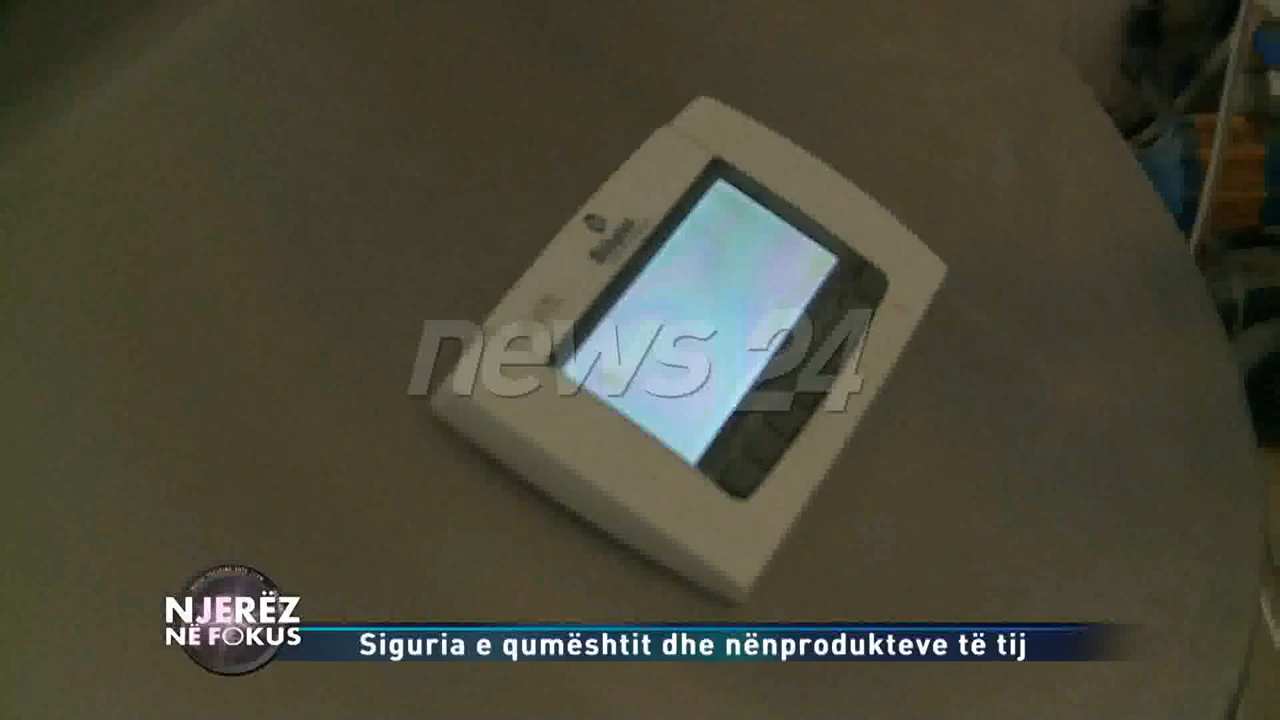 news 24
NJERËZ
NË FOKUS
Siguria e qumështit dhe nënprodukteve të tij